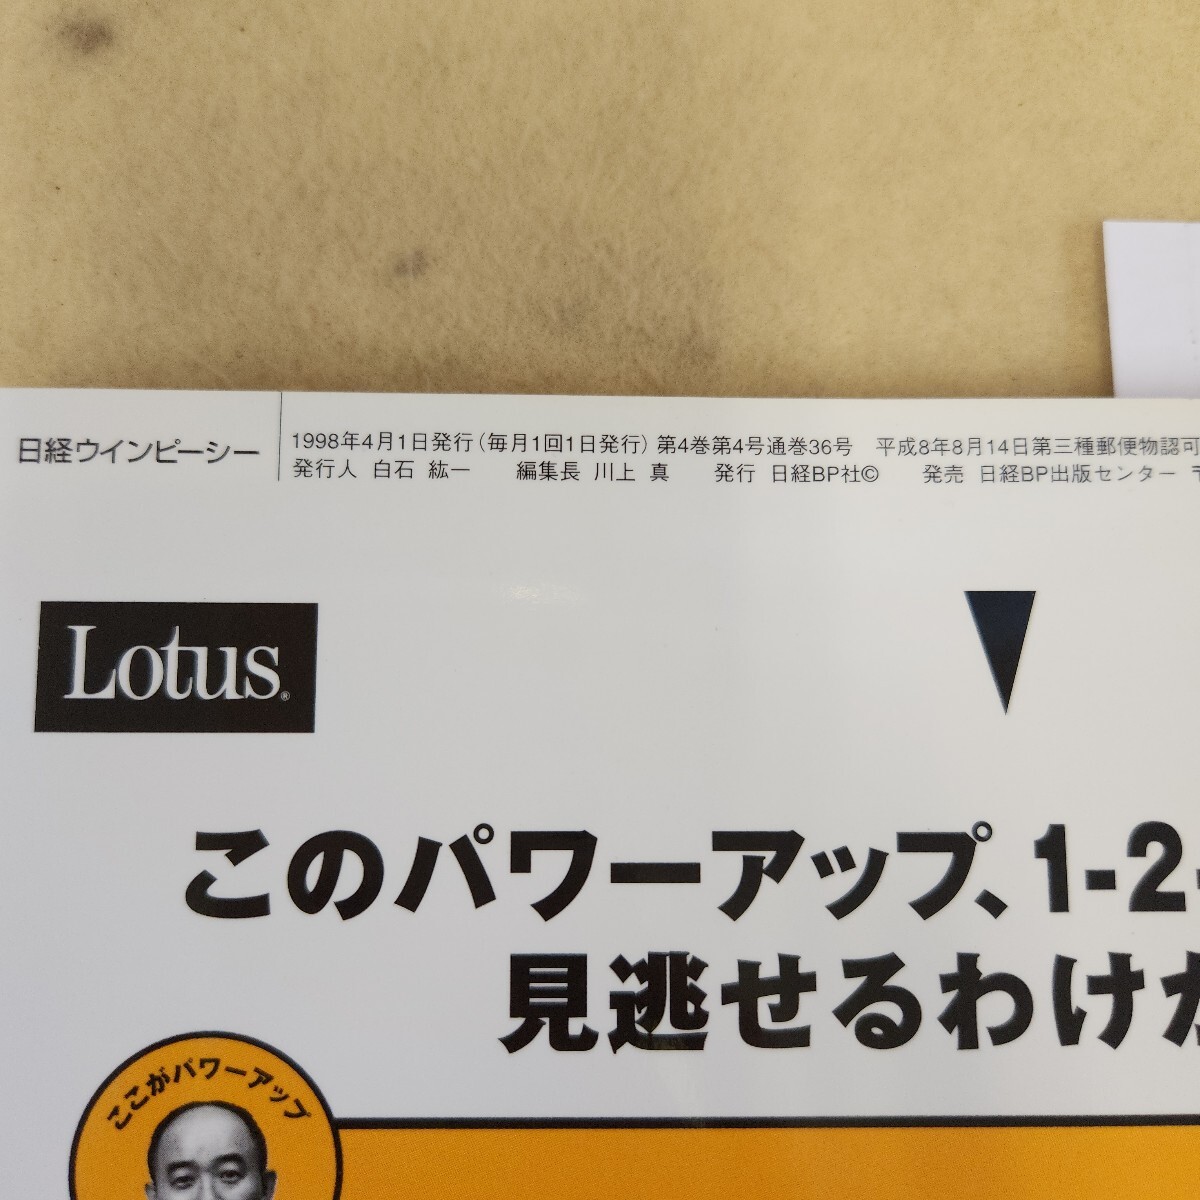 日経ウインピーシー
1998年4月1日発行(毎月1回1日発行) 第4巻第4号通巻36号 平成8年8月14日第三種郵便物認可
発行人 白石 紘一 編集長 川上 真 発行 日経BP社© 発売 日経BP出版センター 〒
Lotus®
このパワーアップ、1-2-
見逃せるわけが
ここがパワーアップ